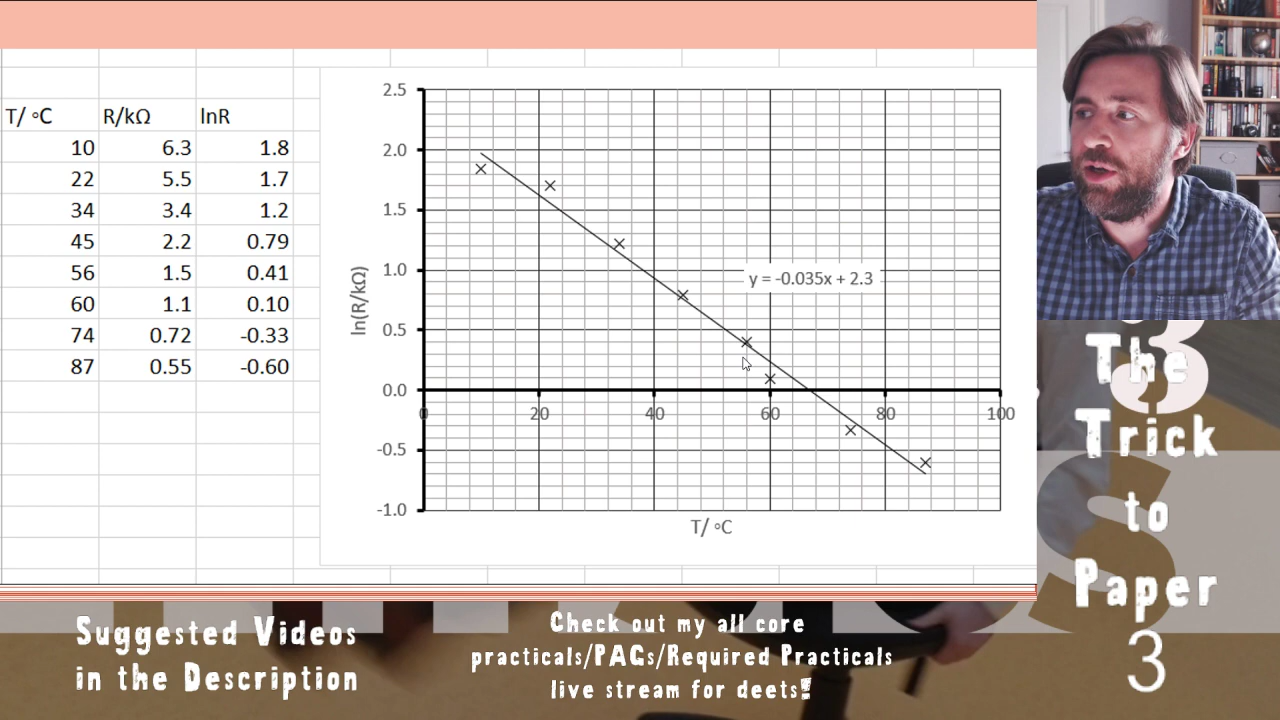 T/ °C R/kΩ lnR
10 6.3 1.8
22 5.5 1.7
34 3.4 1.2
45 2.2 0.79
56 1.5 0.41
60 1.1 0.10
74 0.72 -0.33
87 0.55 -0.60
2.5
2.0
1.5
1.0
0.5
0.0
-0.5
-1.0
ln(R/kΩ)
y = -0.035x + 2.3
0 20 40 60 80 100
T/ °C
The
Trick
to
Paper
3
Suggested Videos
in the Description
Check out my all core
practicals/PAGs/Required Practicals
live stream for deets!